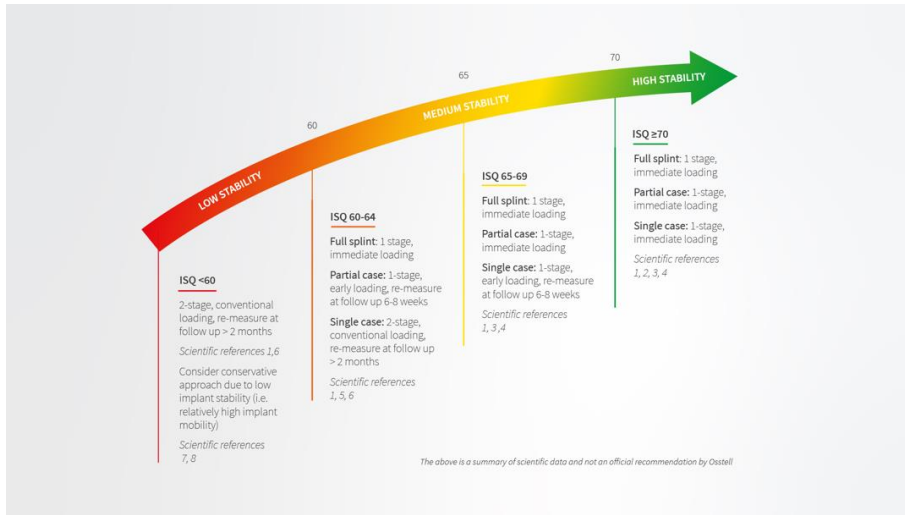 60
65
70
LOW STABILITY
MEDIUM STABILITY
HIGH STABILITY
ISQ <60
2-stage, conventional
loading, re-measure at
follow up > 2 months
Scientific references 1,6
Consider conservative
approach due to low
implant stability (i.e.
relatively high implant
mobility)
Scientific references
7, 8
ISQ 60-64
Full splint: 1 stage,
immediate loading
Partial case: 1-stage,
early loading, re-measure
at follow up 6-8 weeks
Single case: 2-stage,
conventional loading,
re-measure at follow up
> 2 months
Scientific references
1, 5, 6
ISQ 65-69
Full splint: 1 stage,
immediate loading
Partial case: 1-stage,
immediate loading
Single case: 1-stage,
early loading, re-measure
at follow up 6-8 weeks
Scientific references
1, 3 ,4
ISQ ≥70
Full splint: 1 stage,
immediate loading
Partial case: 1-stage,
immediate loading
Single case: 1-stage,
immediate loading
Scientific references
1, 2, 3, 4
The above is a summary of scientific data and not an official recommendation by Osstell